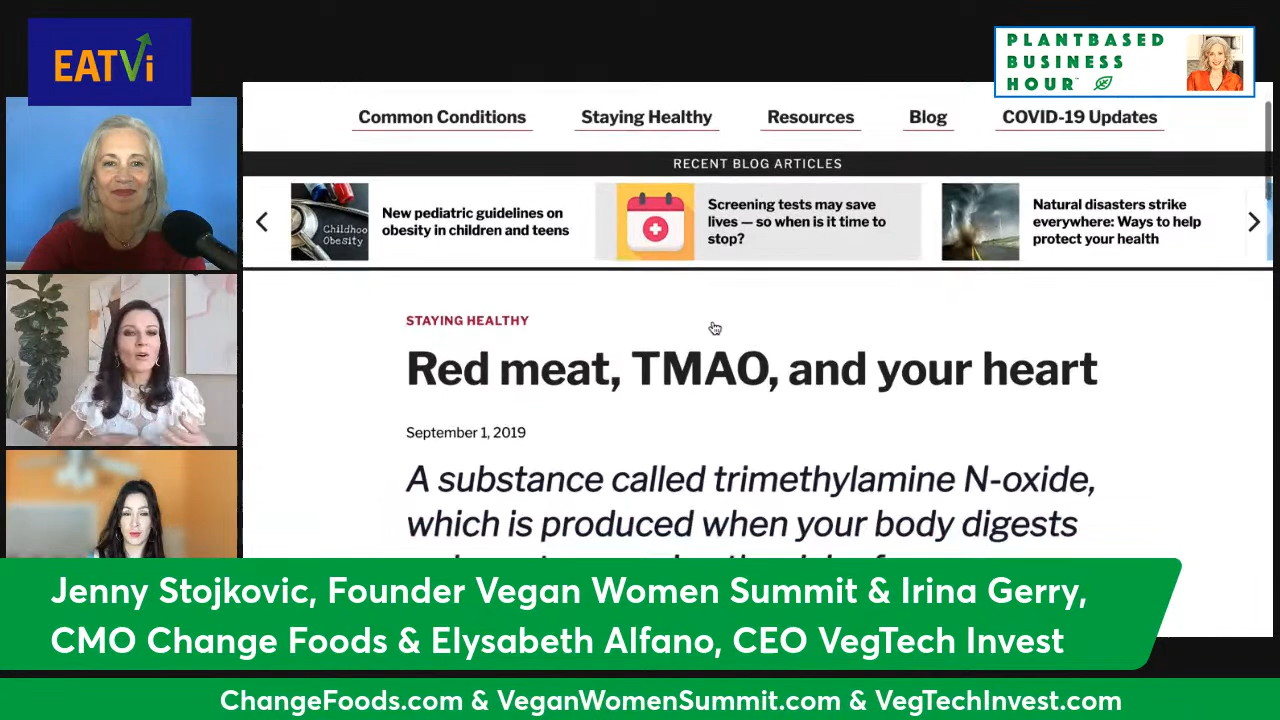 EATVi
PLANTBASED
BUSINESS
HOUR
Common Conditions
Staying Healthy
Resources
Blog
COVID-19 Updates
RECENT BLOG ARTICLES
Childhoo
Obesity
New pediatric guidelines on
obesity in children and teens
Screening tests may save
lives — so when is it time to
stop?
Natural disasters strike
everywhere: Ways to help
protect your health
STAYING HEALTHY
Red meat, TMAO, and your heart
September 1, 2019
A substance called trimethylamine N-oxide,
which is produced when your body digests
Jenny Stojkovic, Founder Vegan Women Summit & Irina Gerry,
CMO Change Foods & Elysabeth Alfano, CEO VegTech Invest
ChangeFoods.com & VeganWomenSummit.com & VegTechInvest.com